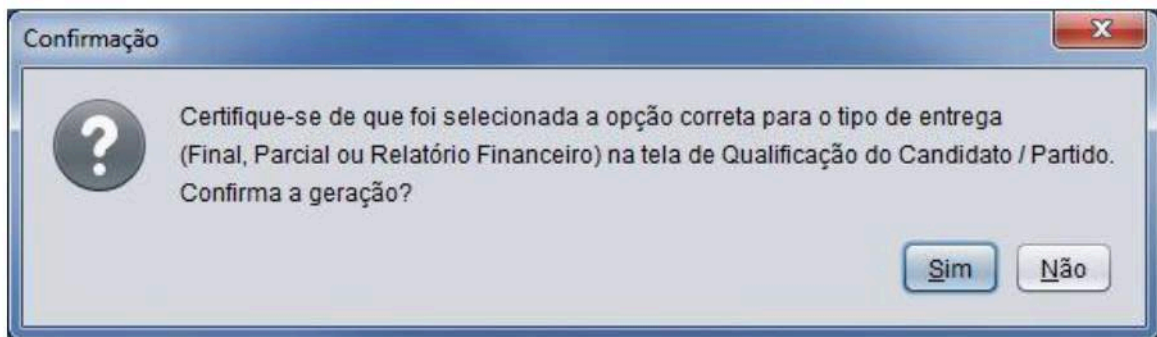 Confirmação
Certifique-se de que foi selecionada a opção correta para o tipo de entrega
(Final, Parcial ou Relatório Financeiro) na tela de Qualificação do Candidato / Partido.
Confirma a geração?
Sim Não